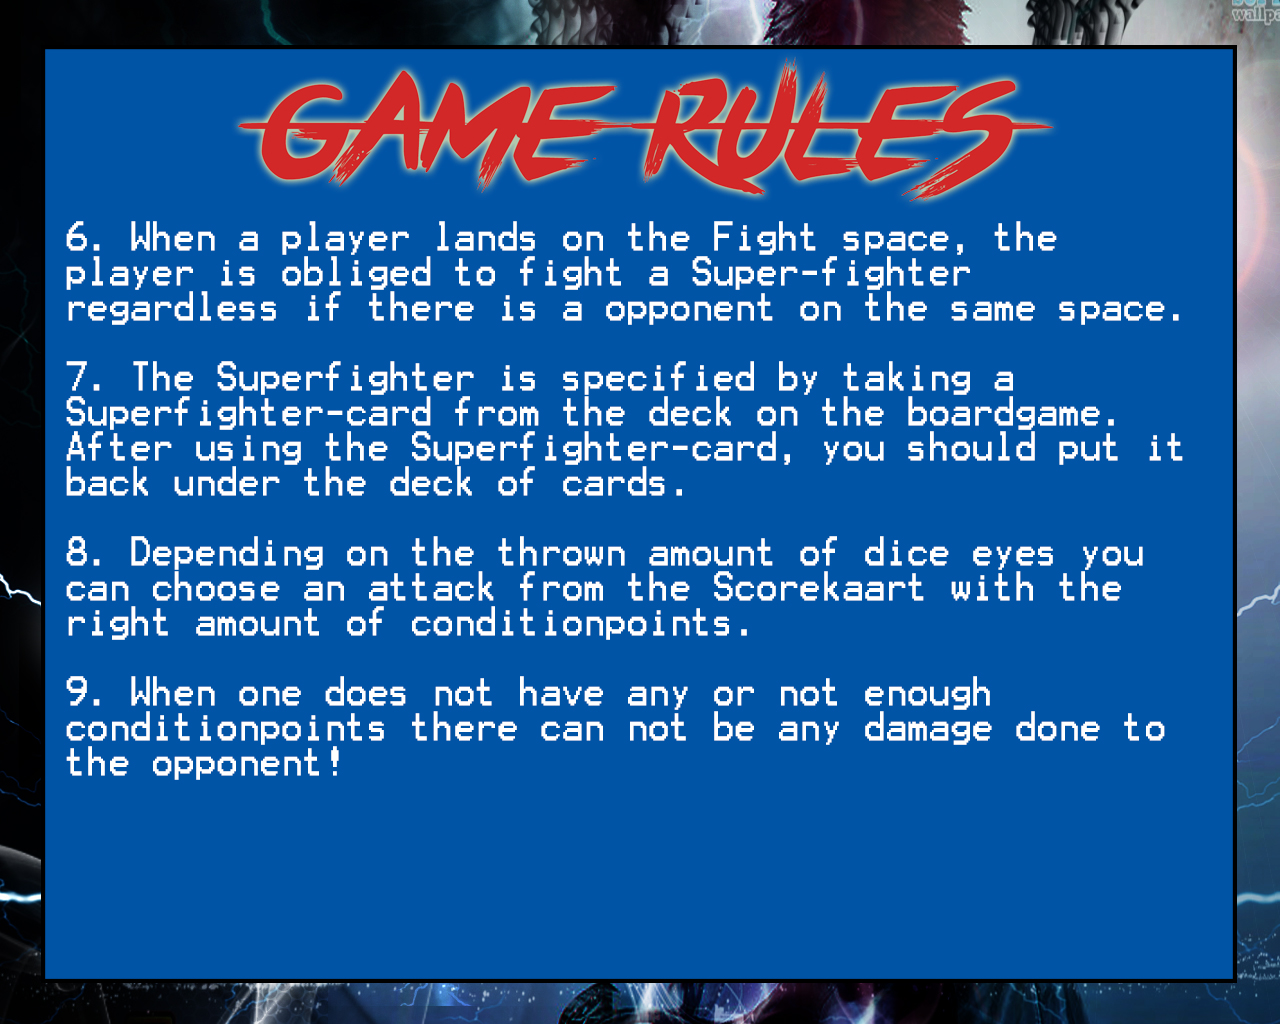 GAME RULES
6. When a player lands on the Fight space, the
player is obliged to fight a Super-fighter
regardless if there is a opponent on the same space.
7. The Superfighter is specified by taking a
Superfighter-card from the deck on the boardgame.
After using the Superfighter-card, you should put it
back under the deck of cards.
8. Depending on the thrown amount of dice eyes you
can choose an attack from the Scorekaart with the
right amount of conditionpoints.
9. When one does not have any or not enough
conditionpoints there can not be any damage done to
the opponent!